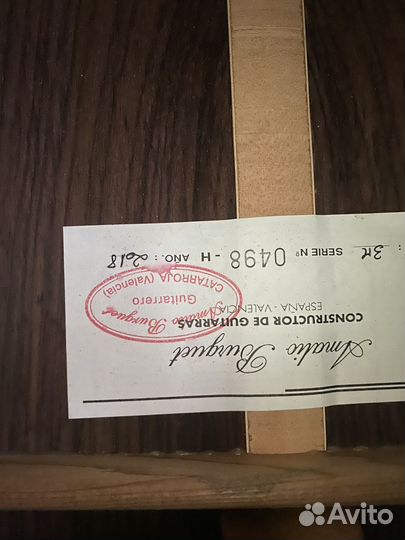 Amalio Burguet
CONSTRUCTOR DE GUITARRAS
ESPAÑA - VALENCIA
Amalio Burguet
Guitarrero
CATARROJA (Valencia)
: 3M SERIE Nº 0498 - H AÑO: 2018
Avito